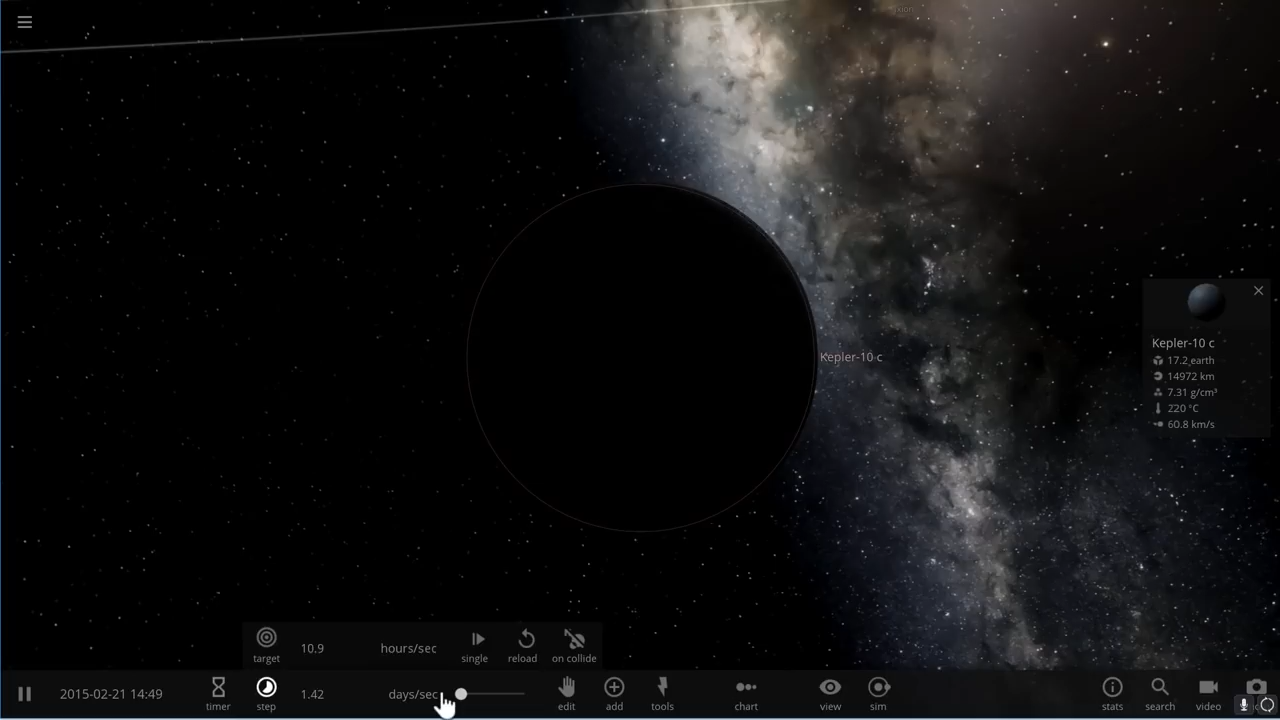 Kepler-10 c
Kepler-10 c
17.2 earth
14972 km
7.31 g/cm³
220 °C
60.8 km/s
target
10.9
hours/sec
single
reload
on collide
2015-02-21 14:49
timer
step
1.42
days/sec
edit
add
tools
chart
view
sim
stats
search
video